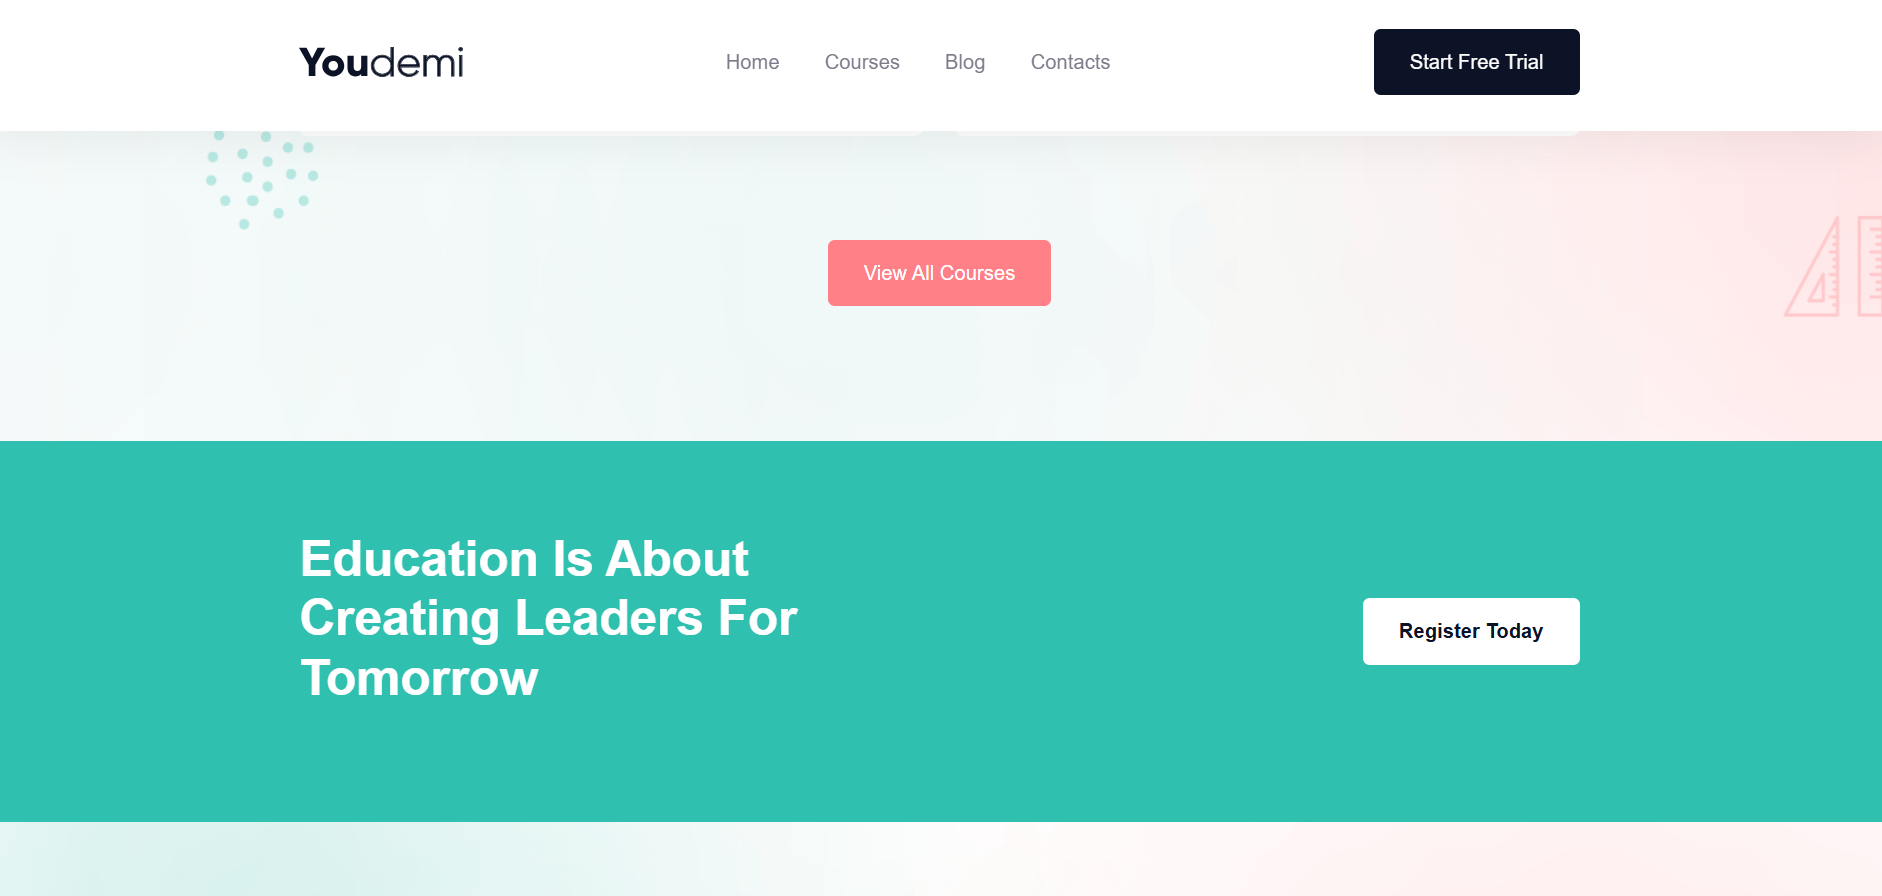 Youdemi
Home
Courses
Blog
Contacts
Start Free Trial
View All Courses
Education Is About
Creating Leaders For
Tomorrow
Register Today